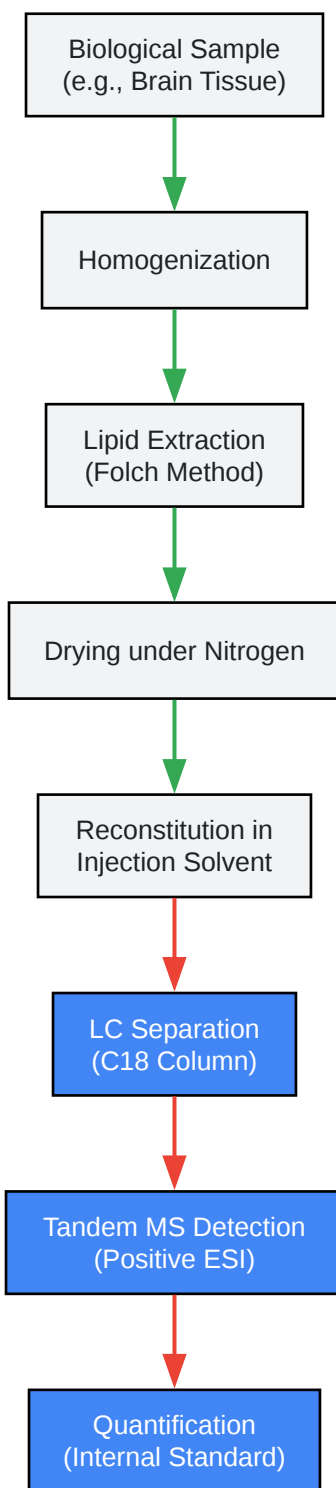 Biological Sample
(e.g., Brain Tissue)
Homogenization
Lipid Extraction
(Folch Method)
Drying under Nitrogen
Reconstitution in
Injection Solvent
LC Separation
(C18 Column)
Tandem MS Detection
(Positive ESI)
Quantification
(Internal Standard)